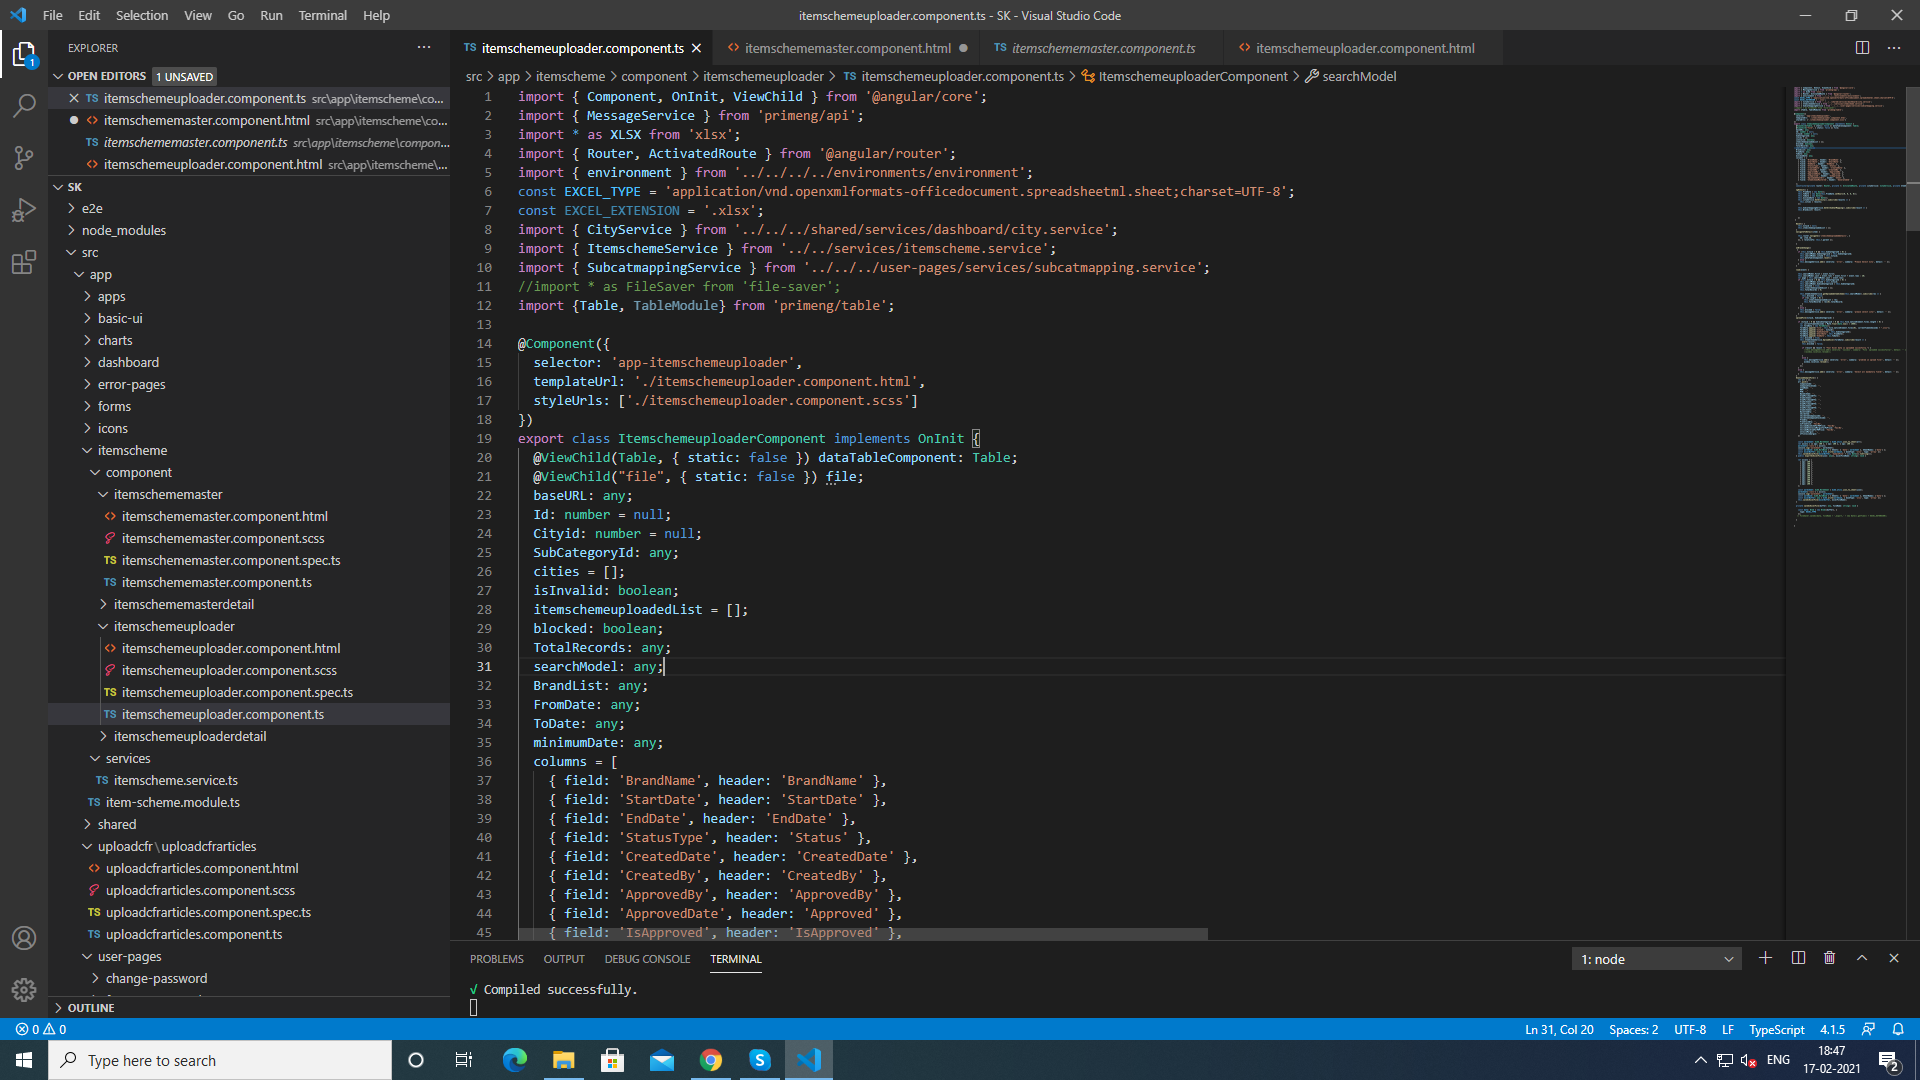 File Edit Selection View Go Run Terminal Help
itemschemeuploader.component.ts - SK - Visual Studio Code
EXPLORER
OPEN EDITORS 1 UNSAVED
TS itemschemeuploader.component.ts src\app\itemscheme\co...
itemschememaster.component.html src\app\itemscheme\co...
TS itemschememaster.component.ts src\app\itemscheme\compon...
itemschemeuploader.component.html src\app\itemscheme\...
SK
e2e
node_modules
src
app
apps
basic-ui
charts
dashboard
error-pages
forms
icons
itemscheme
component
itemschememaster
itemschememaster.component.html
itemschememaster.component.scss
TS itemschememaster.component.spec.ts
TS itemschememaster.component.ts
itemschememasterdetail
itemschemeuploader
itemschemeuploader.component.html
itemschemeuploader.component.scss
TS itemschemeuploader.component.spec.ts
TS itemschemeuploader.component.ts
itemschemeuploaderdetail
services
TS itemscheme.service.ts
TS item-scheme.module.ts
shared
uploadcfr\uploadcfrarticles
uploadcfrarticles.component.html
uploadcfrarticles.component.scss
TS uploadcfrarticles.component.spec.ts
TS uploadcfrarticles.component.ts
user-pages
change-password
OUTLINE
TS itemschemeuploader.component.ts
itemschememaster.component.html
TS itemschememaster.component.ts
itemschemeuploader.component.html
src > app > itemscheme > component > itemschemeuploader > TS itemschemeuploader.component.ts > ItemschemeuploaderComponent > searchModel
1 import { Component, OnInit, ViewChild } from '@angular/core';
2 import { MessageService } from 'primeng/api';
3 import * as XLSX from 'xlsx';
4 import { Router, ActivatedRoute } from '@angular/router';
5 import { environment } from '../../../../environments/environment';
6 const EXCEL_TYPE = 'application/vnd.openxmlformats-officedocument.spreadsheetml.sheet;charset=UTF-8';
7 const EXCEL_EXTENSION = '.xlsx';
8 import { CityService } from '../../../shared/services/dashboard/city.service';
9 import { ItemschemeService } from '../../services/itemscheme.service';
10 import { SubcatmappingService } from '../../../user-pages/services/subcatmapping.service';
11 //import * as FileSaver from 'file-saver';
12 import {Table, TableModule} from 'primeng/table';
13
14 @Component({
15 selector: 'app-itemschemeuploader',
16 templateUrl: './itemschemeuploader.component.html',
17 styleUrls: ['./itemschemeuploader.component.scss']
18 })
19 export class ItemschemeuploaderComponent implements OnInit {
20 @ViewChild(Table, { static: false }) dataTableComponent: Table;
21 @ViewChild("file", { static: false }) file;
22 baseURL: any;
23 Id: number = null;
24 Cityid: number = null;
25 SubCategoryId: any;
26 cities = [];
27 isInvalid: boolean;
28 itemschemeuploadedList = [];
29 blocked: boolean;
30 TotalRecords: any;
31 searchModel: any;
32 BrandList: any;
33 FromDate: any;
34 ToDate: any;
35 minimumDate: any;
36 columns = [
37 { field: 'BrandName', header: 'BrandName' },
38 { field: 'StartDate', header: 'StartDate' },
39 { field: 'EndDate', header: 'EndDate' },
40 { field: 'StatusType', header: 'Status' },
41 { field: 'CreatedDate', header: 'CreatedDate' },
42 { field: 'CreatedBy', header: 'CreatedBy' },
43 { field: 'ApprovedBy', header: 'ApprovedBy' },
44 { field: 'ApprovedDate', header: 'Approved' },
45 { field: 'IsApproved', header: 'IsApproved' },
PROBLEMS OUTPUT DEBUG CONSOLE TERMINAL
1: node
√ Compiled successfully.
0 0
Ln 31, Col 20 Spaces: 2 UTF-8 LF TypeScript 4.1.5
Type here to search
ENG
18:47
17-02-2021
2